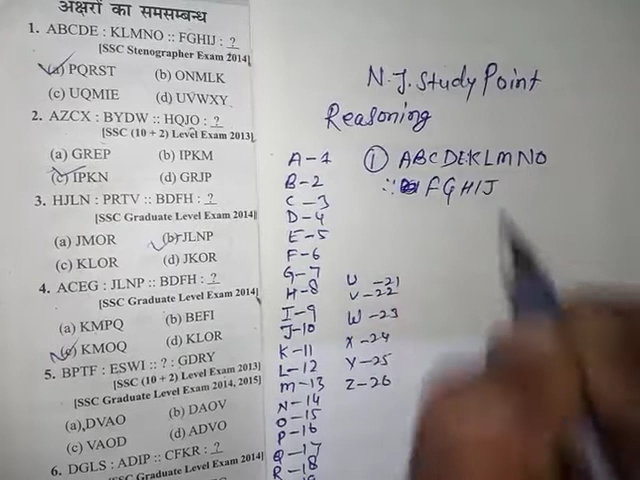 अक्षरों का समसम्बन्ध
1. ABCDE : KLMNO :: FGHIJ : ?
[SSC Stenographer Exam 2014]
(a) PQRST (b) ONMLK
(c) UQMIE (d) UVWXY
2. AZCX : BYDW :: HQJO : ?
[SSC (10 + 2) Level Exam 2013]
(a) GREP (b) IPKM
(c) IPKN (d) GRJP
3. HJLN : PRTV :: BDFH : ?
[SSC Graduate Level Exam 2014]
(a) JMOR (b) JLNP
(c) KLOR (d) JKOR
4. ACEG : JLNP :: BDFH : ?
[SSC Graduate Level Exam 2014]
(a) KMPQ (b) BEFI
(c) KMOQ (d) KLOR
5. BPTF : ESWI :: ? : GDRY
[SSC (10 + 2) Level Exam 2013]
[SSC Graduate Level Exam 2014, 2015]
(a) DVAO (b) DAOV
(c) VAOD (d) ADVO
6. DGLS : ADIP :: CFKR : ?
[SSC Graduate Level Exam 2014]
N.J. Study Point
Reasoning
① ABCDEKLMNO
:: FGHIJ
A-1
B-2
C-3
D-4
E-5
F-6
G-7
H-8
I-9
J-10
K-11
L-12
M-13
N-14
O-15
P-16
Q-17
R-18
U-21
V-22
W-23
X-24
Y-25
Z-26